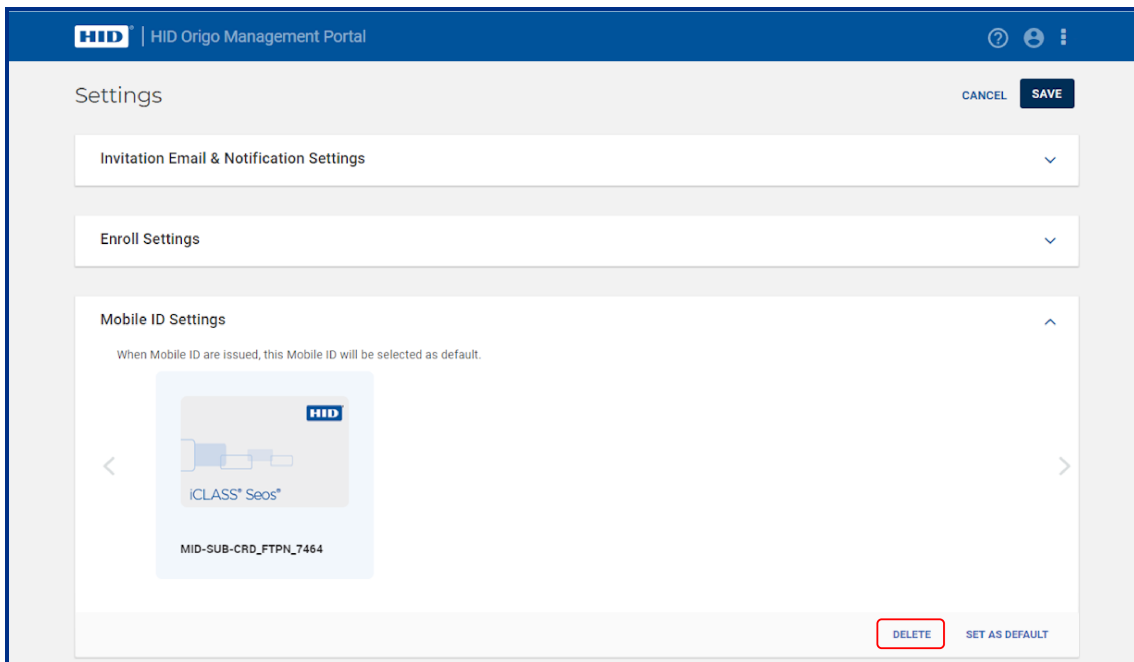 HID | HID Origo Management Portal
Settings
CANCEL SAVE
Invitation Email & Notification Settings
Enroll Settings
Mobile ID Settings
When Mobile ID are issued, this Mobile ID will be selected as default.
HID
iCLASS® Seos®
MID-SUB-CRD_FTPN_7464
DELETE SET AS DEFAULT